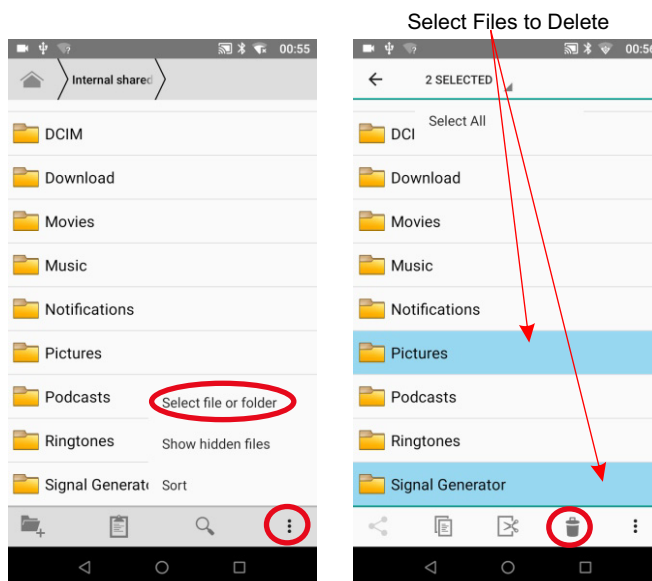 Select Files to Delete
00:55
Internal shared
DCIM
Download
Movies
Music
Notifications
Pictures
Podcasts
Ringtones
Signal Generat
Select file or folder
Show hidden files
Sort
00:56
2 SELECTED
Select All
DCI
Download
Movies
Music
Notifications
Pictures
Podcasts
Ringtones
Signal Generator